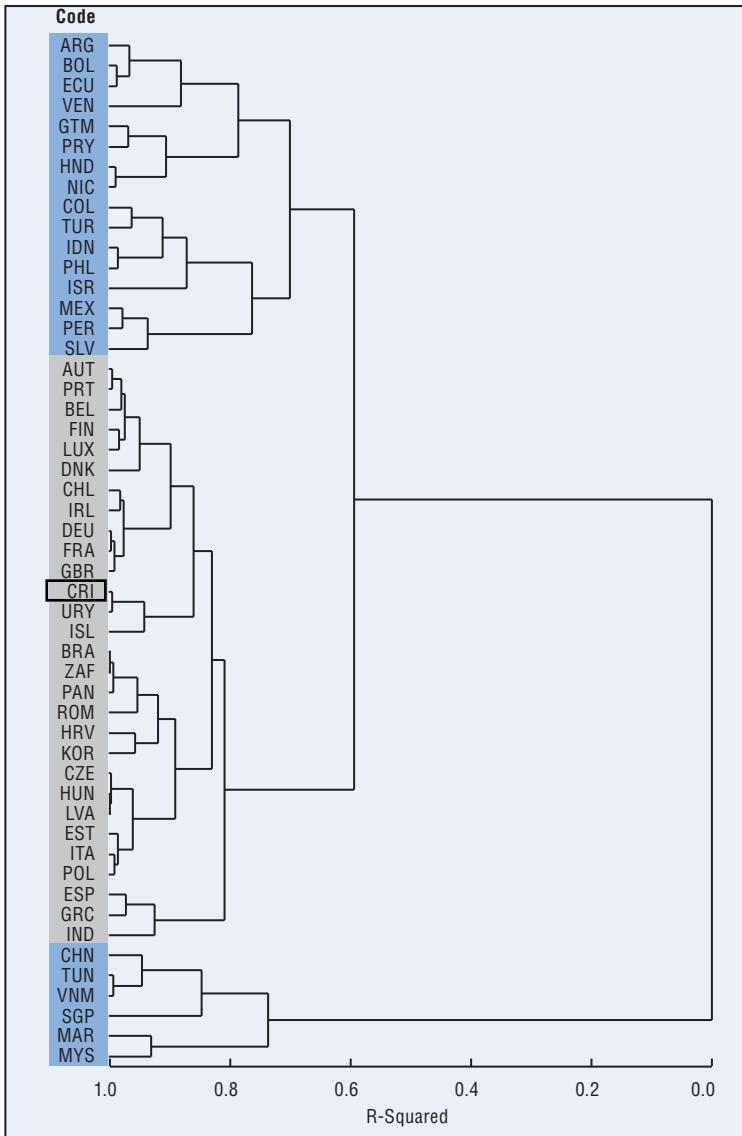 Code
ARG
BOL
ECU
VEN
GTM
PRY
HND
NIC
COL
TUR
IDN
PHL
ISR
MEX
PER
SLV
AUT
PRT
BEL
FIN
LUX
DNK
CHL
IRL
DEU
FRA
GBR
CRI
URY
ISL
BRA
ZAF
PAN
ROM
HRV
KOR
CZE
HUN
LVA
EST
ITA
POL
ESP
GRC
IND
CHN
TUN
VNM
SGP
MAR
MYS
1.0 0.8 0.6 0.4 0.2 0.0
R-Squared